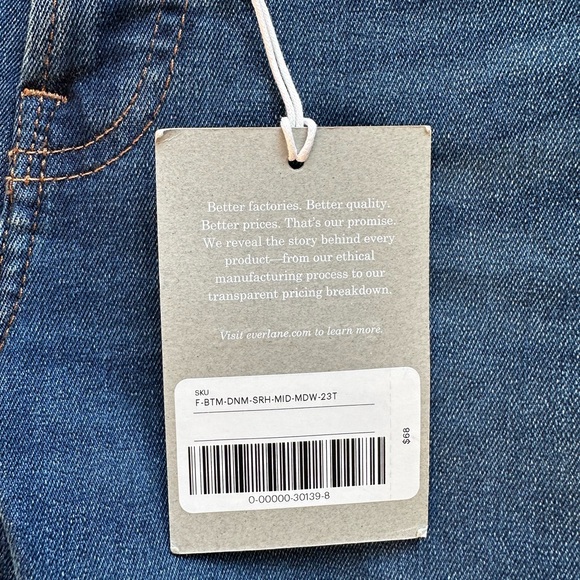 Better factories. Better quality.
Better prices. That's our promise.
We reveal the story behind every
product—from our ethical
manufacturing process to our
transparent pricing breakdown.
Visit everlane.com to learn more.
SKU
F-BTM-DNM-SRH-MID-MDW-23T
$68
0-00000-30139-8